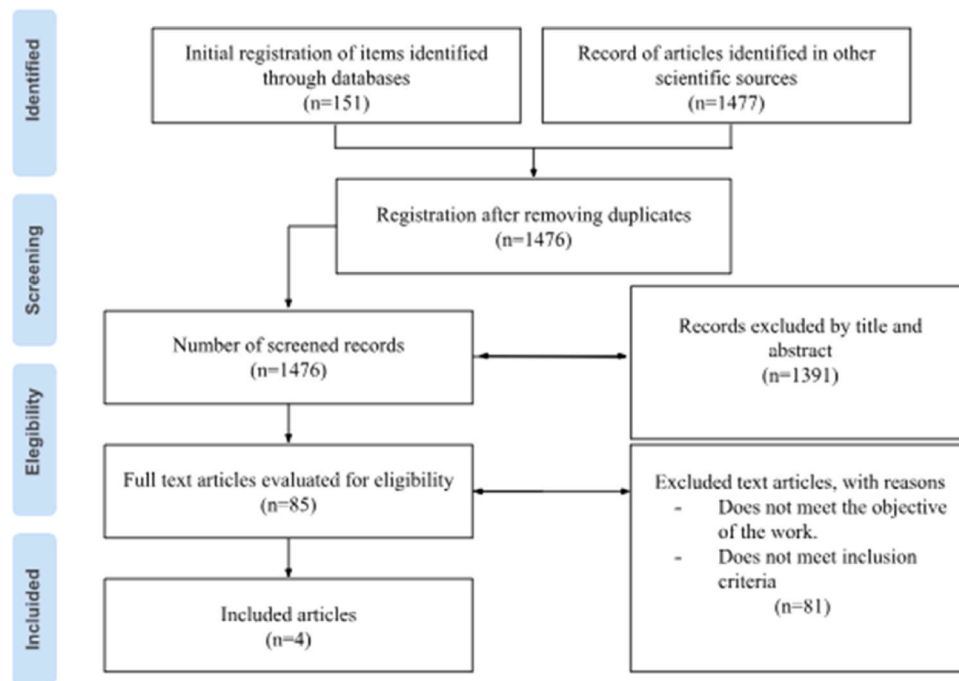 Identified
Initial registration of items identified
through databases
(n=151)
Record of articles identified in other
scientific sources
(n=1477)
Screening
Registration after removing duplicates
(n=1476)
Number of screened records
(n=1476)
Records excluded by title and
abstract
(n=1391)
Elegibility
Full text articles evaluated for eligibility
(n=85)
Excluded text articles, with reasons
- Does not meet the objective
of the work.
- Does not meet inclusion
criteria
(n=81)
Incluided
Included articles
(n=4)